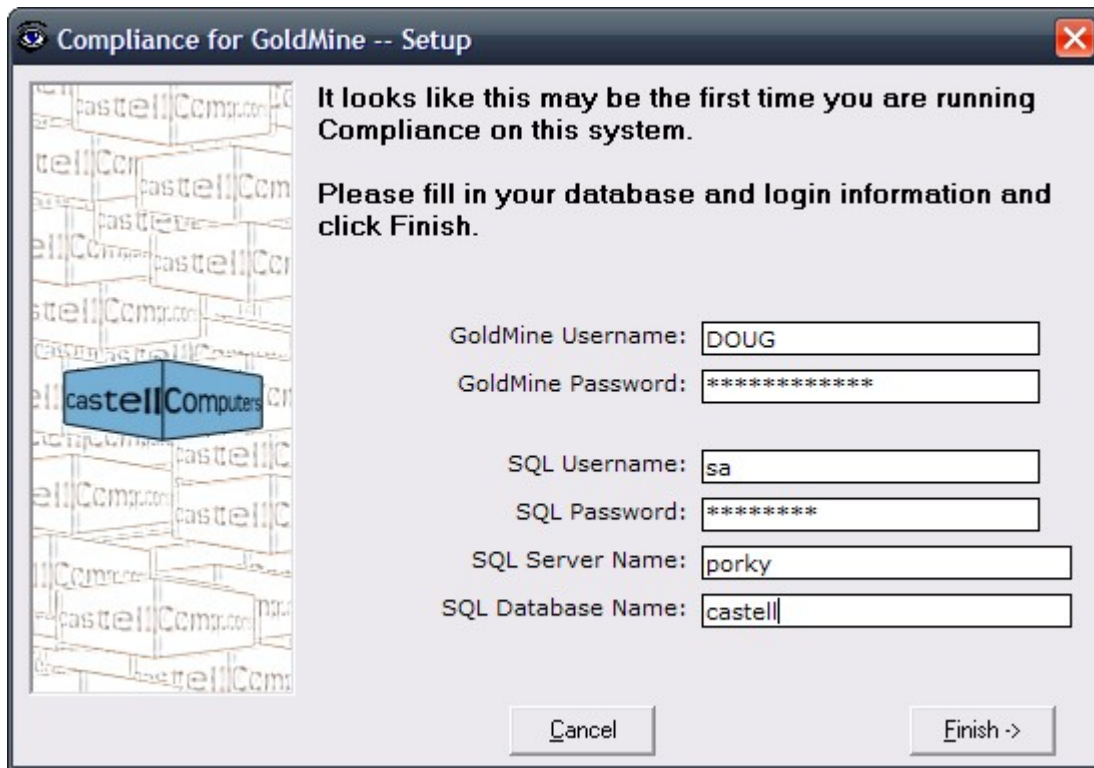 Compliance for GoldMine -- Setup
It looks like this may be the first time you are running
Compliance on this system.
Please fill in your database and login information and
click Finish.
GoldMine Username: DOUG
GoldMine Password: ************
SQL Username: sa
SQL Password: ********
SQL Server Name: porky
SQL Database Name: castell
castellComputers
Cancel
Finish ->